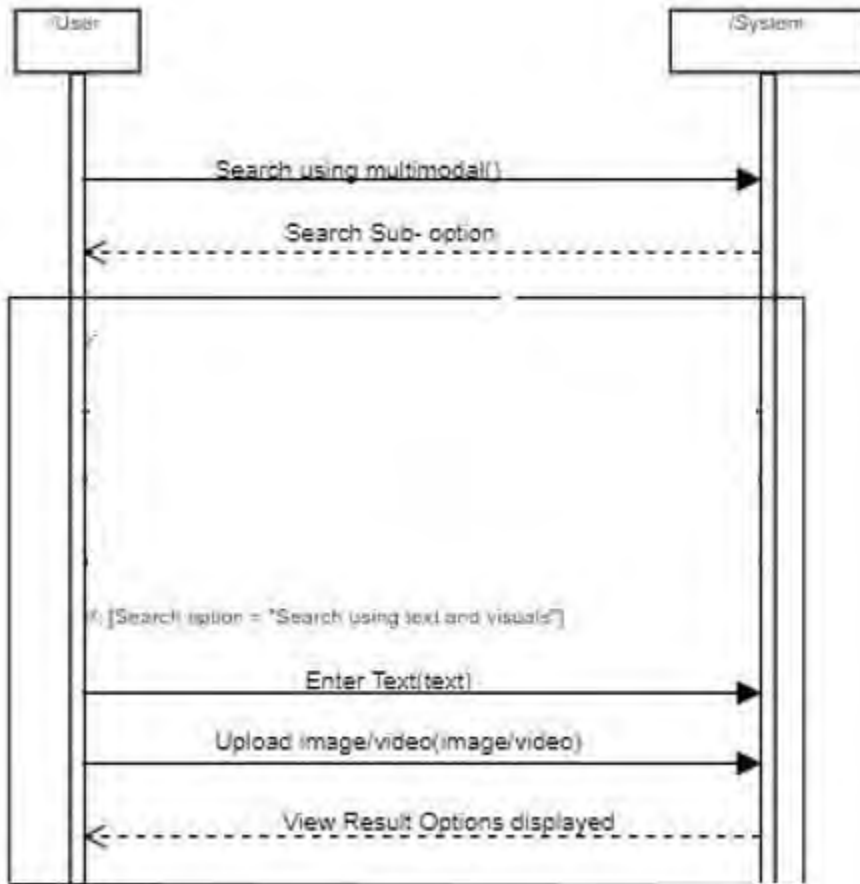 /User
/System
Search using multimodal()
Search Sub- option
if: [Search option = "Search using text and visuals"]
Enter Text(text)
Upload image/video(image/video)
View Result Options displayed